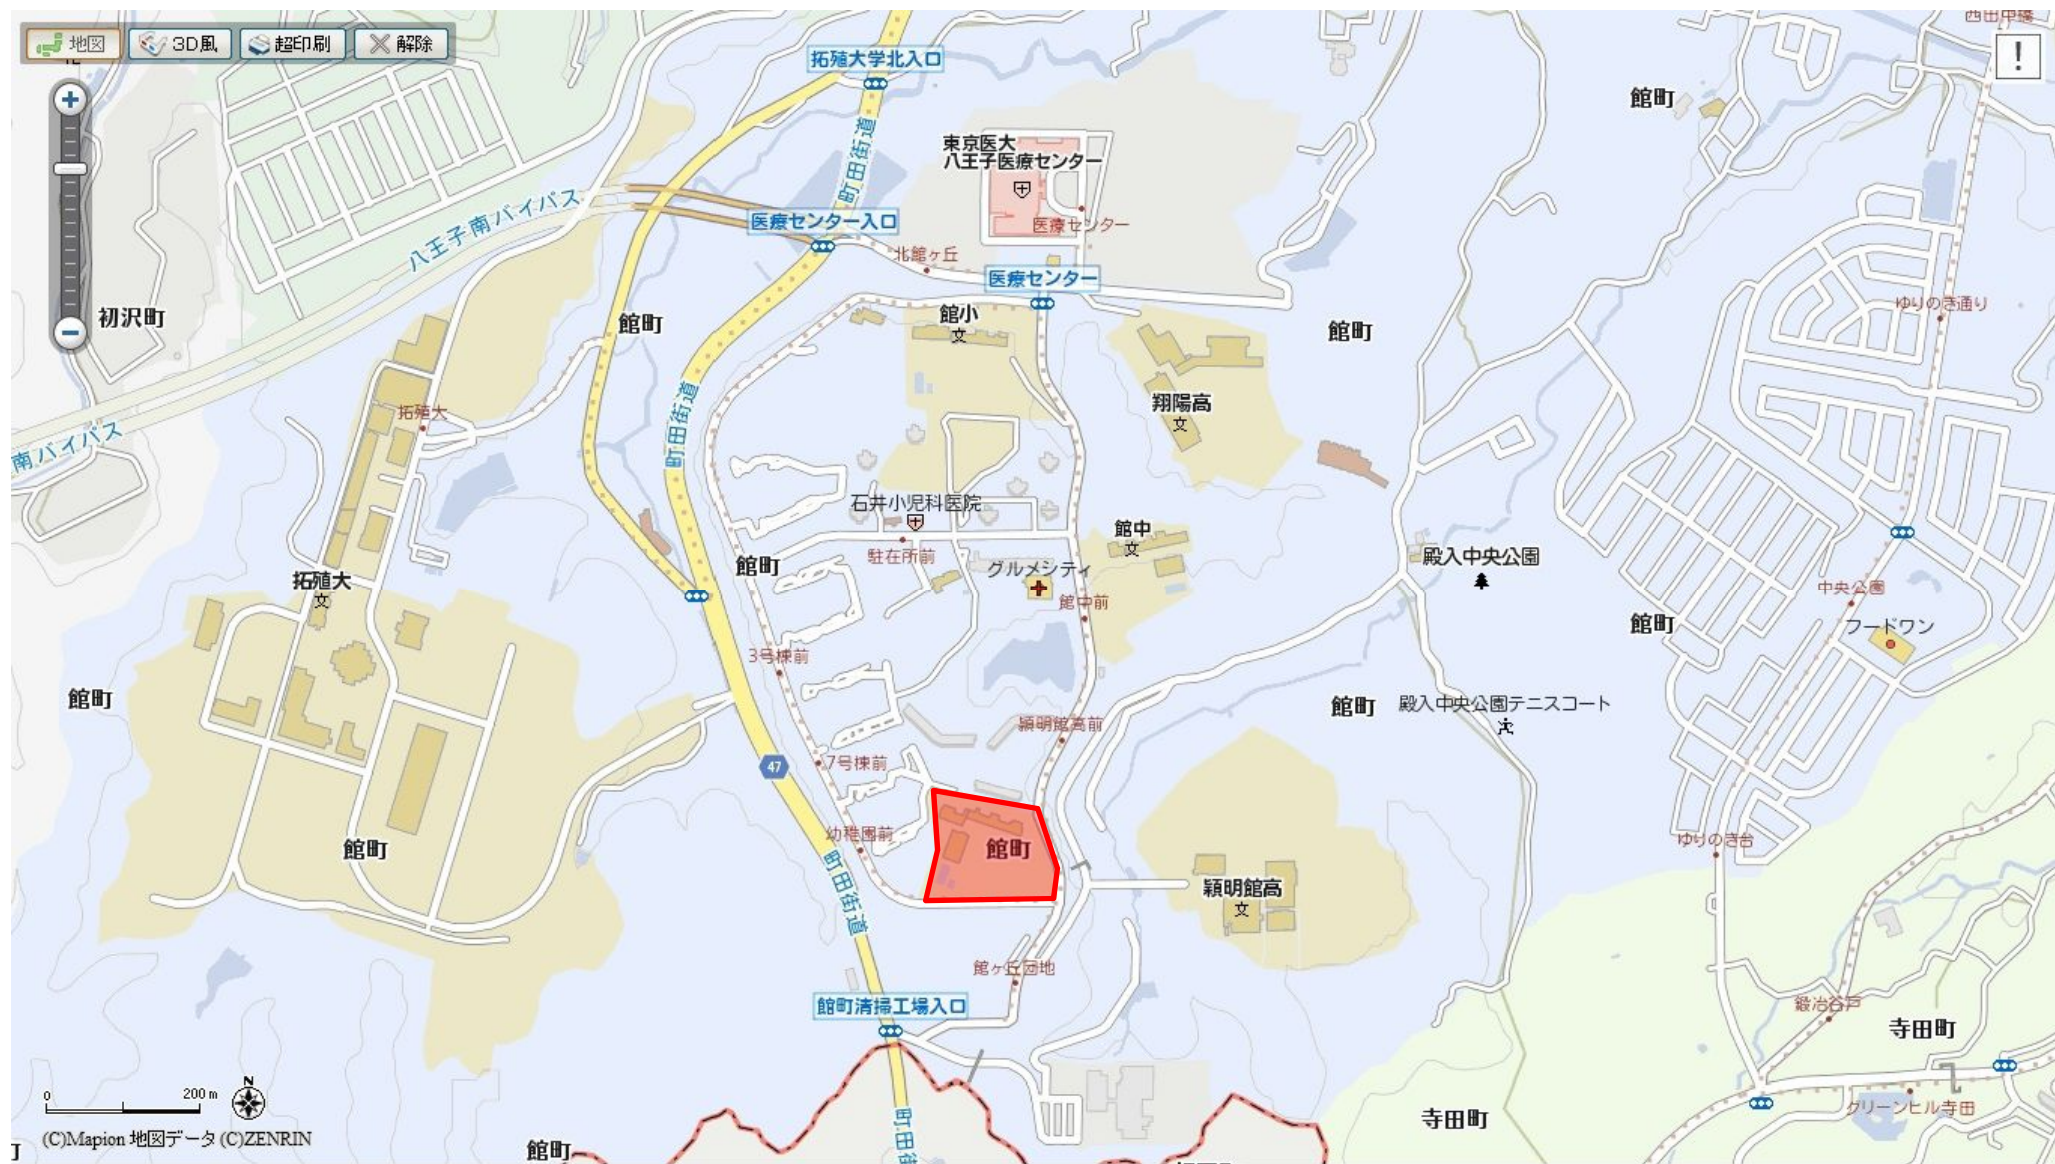 地図
3D風
超印刷
解除
拓殖大学北入口
西田中橋
!
館町
東京医大
八王子医療センター
町田街道
八王子南バイパス
医療センター入口
医療センター
北館ヶ丘
医療センター
初沢町
館町
館小
館町
ゆりのき通り
町田街道
拓殖大
翔陽高
南バイパス
石井小児科医院
駐在所前
館中
館町
グルメシティ
館中前
殿入中央公園
中央公園
拓殖大
館町
フードワン
3号棟前
館町
館町
殿入中央公園テニスコート
穎明館高前
47
7号棟前
幼稚園前
館町
館町
ゆりのき台
町田街道
穎明館高
館ヶ丘団地
館町清掃工場入口
鍛冶谷戸
寺田町
N
0
200 m
グリーンヒル寺田
寺田町
(C)Mapion 地図データ (C)ZENRIN
館町
町田街